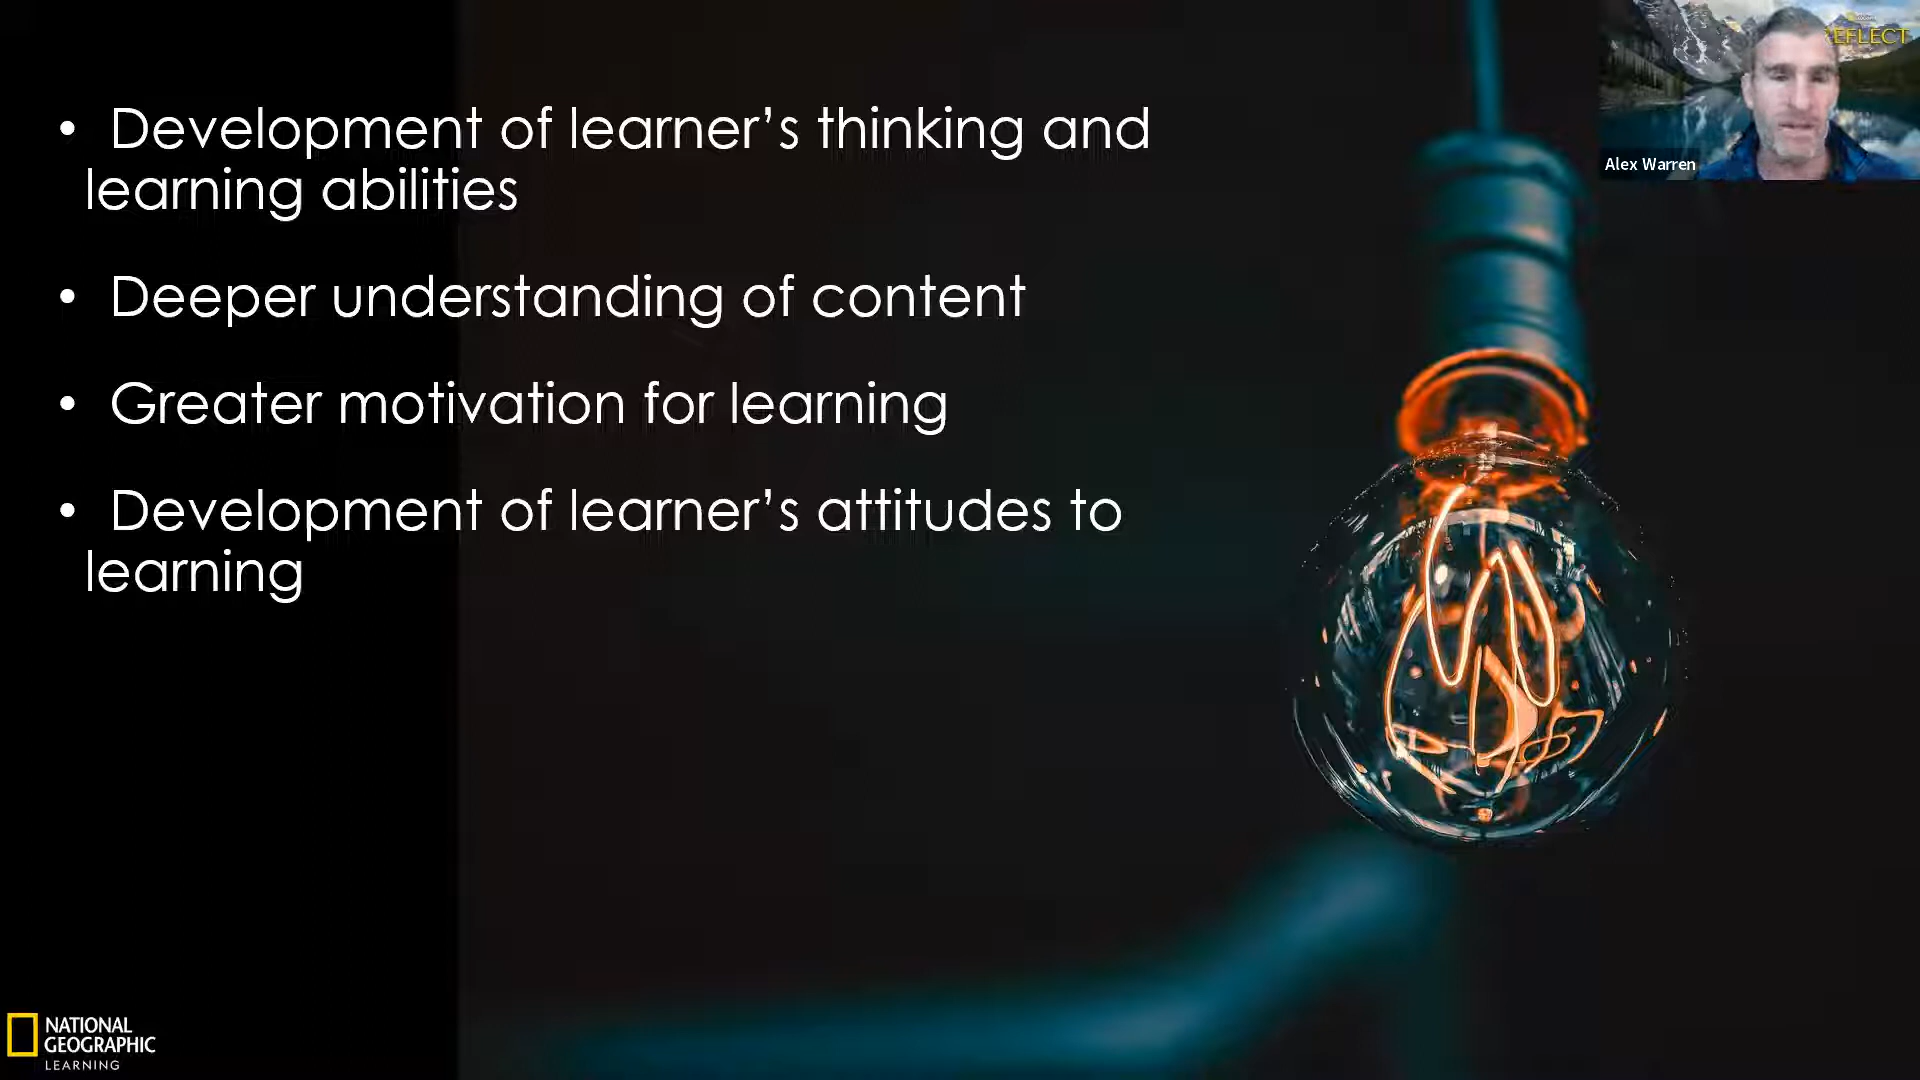 • Development of learner’s thinking and
learning abilities
• Deeper understanding of content
• Greater motivation for learning
• Development of learner’s attitudes to
learning
EFLECT
Alex Warren
NATIONAL
GEOGRAPHIC
LEARNING